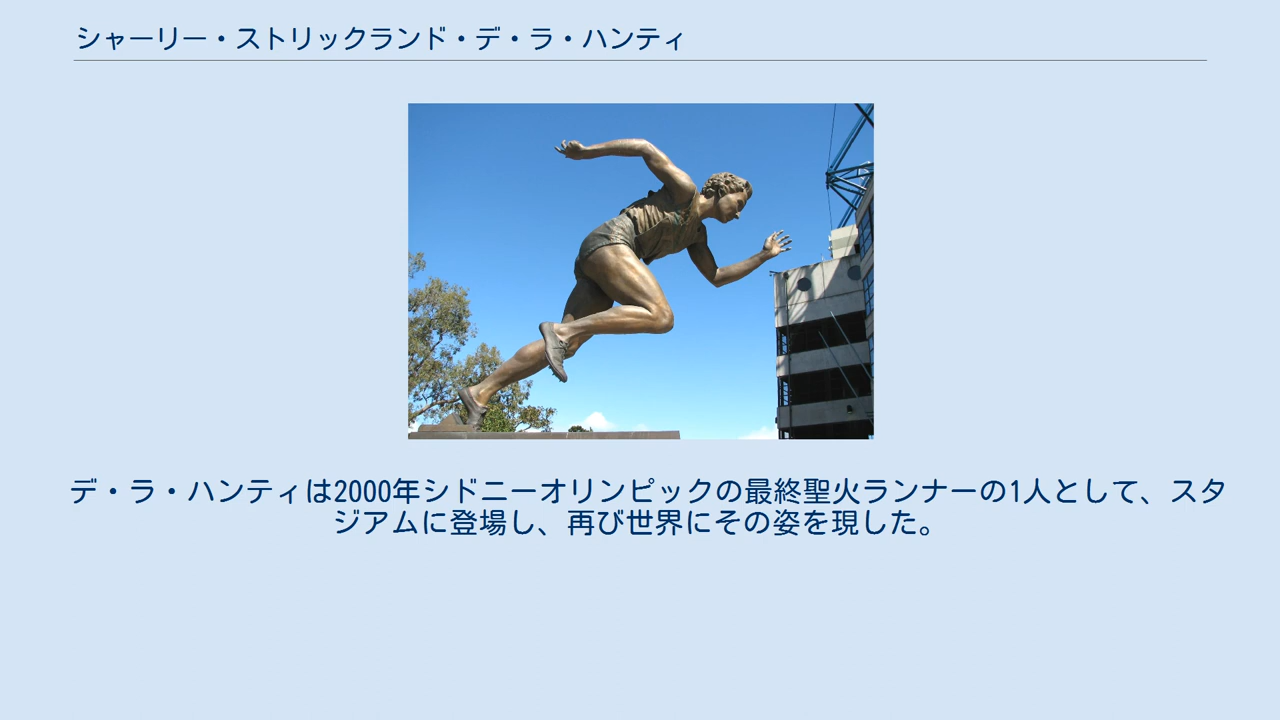 シャーリー・ストリックランド・デ・ラ・ハンティ
デ・ラ・ハンティは2000年シドニーオリンピックの最終聖火ランナーの1人として、スタ
ジアムに登場し、再び世界にその姿を現した。